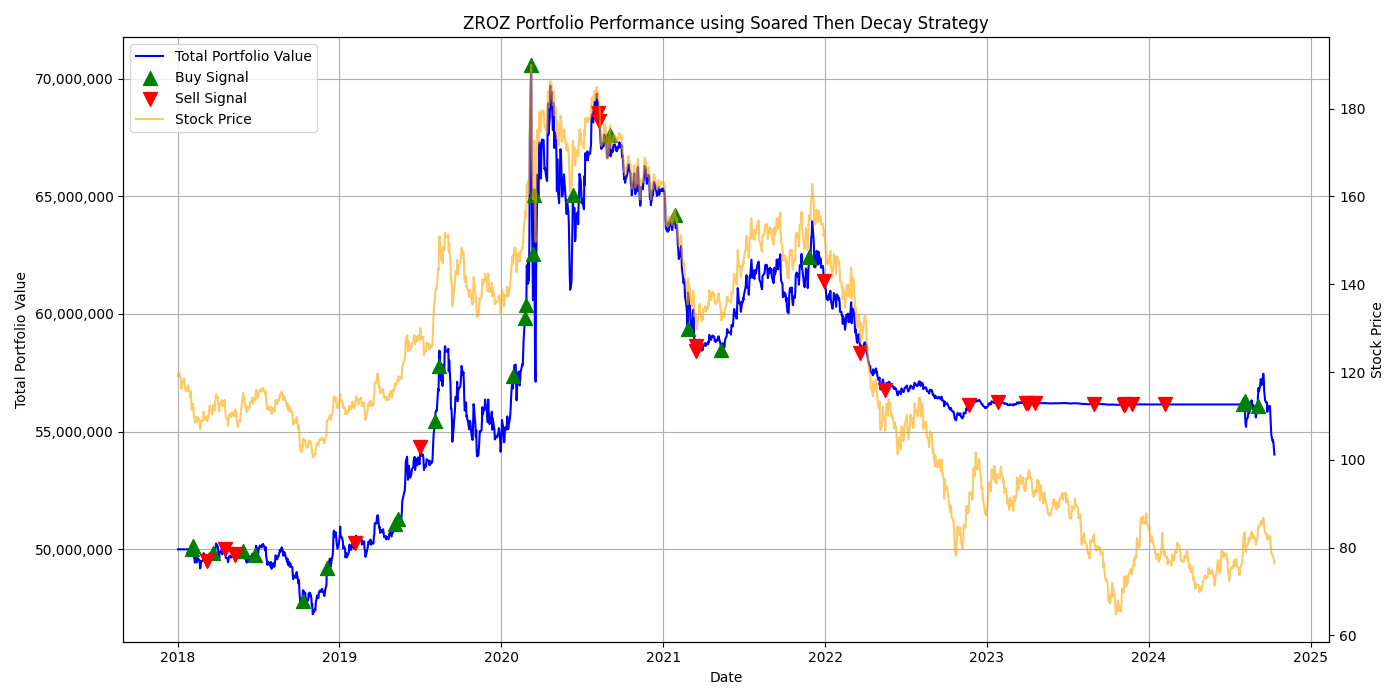 ZROZ Portfolio Performance using Soared Then Decay Strategy
Total Portfolio Value
Buy Signal
Sell Signal
Stock Price
70,000,000
65,000,000
60,000,000
55,000,000
50,000,000
Total Portfolio Value
180
160
140
120
100
80
60
Stock Price
2018
2019
2020
2021
2022
2023
2024
2025
Date